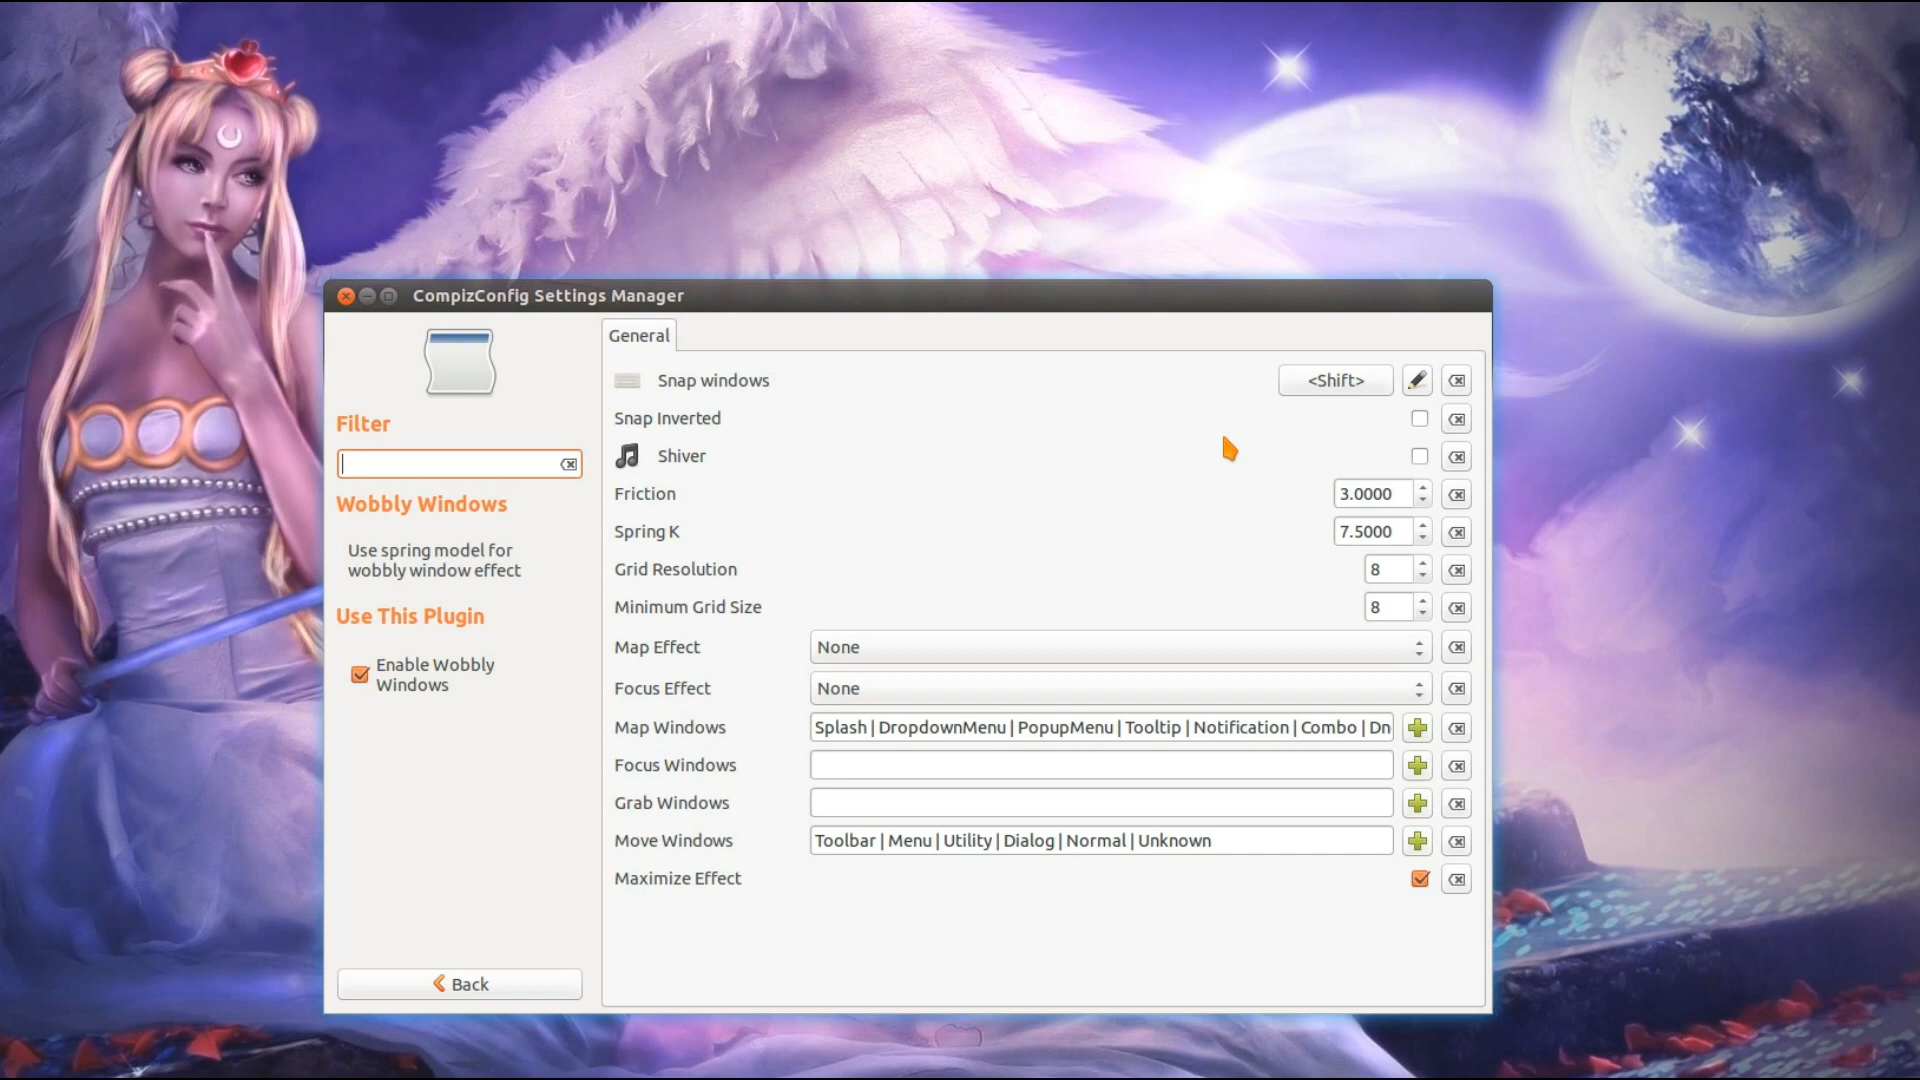 CompizConfig Settings Manager
Filter
Wobbly Windows
Use spring model for
wobbly window effect
Use This Plugin
Enable Wobbly
Windows
Back
General
Snap windows <Shift>
Snap Inverted
Shiver
Friction 3.0000
Spring K 7.5000
Grid Resolution 8
Minimum Grid Size 8
Map Effect None
Focus Effect None
Map Windows Splash | DropdownMenu | PopupMenu | Tooltip | Notification | Combo | Dn
Focus Windows
Grab Windows
Move Windows Toolbar | Menu | Utility | Dialog | Normal | Unknown
Maximize Effect